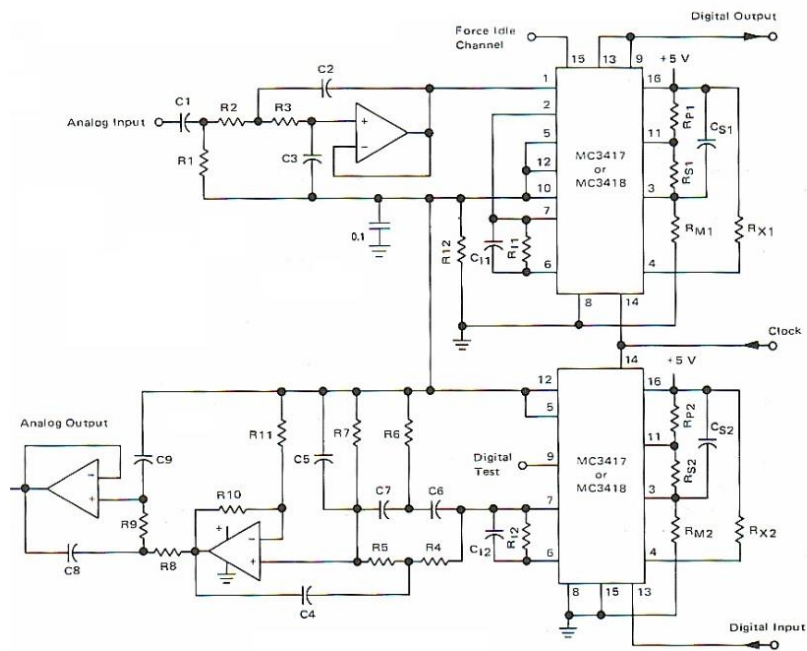 Digital Output
Force Idle
Channel
15 13 9
+5 V
C2
1 16
C1 R2 R3
2
RP1
CS1
Analog Input
+
−
5 11
R1
C3
12
MC3417
or
MC3418
RS1
10 3
7
0.1
R12
CI1
RI1
RM1
RX1
6 4
8 14
Clock
14
+5 V
12 16
Analog Output
5
RP2
CS2
R11
R7
R6
C9
C5
11
Digital
Test
9
MC3417
or
MC3418
RS2
−
+
R10
C7 C6
7 3
R9
+
−
CI2
RI2
RM2
RX2
+
R5 R4
C8
R8
6 4
8 15 13
C4
Digital Input